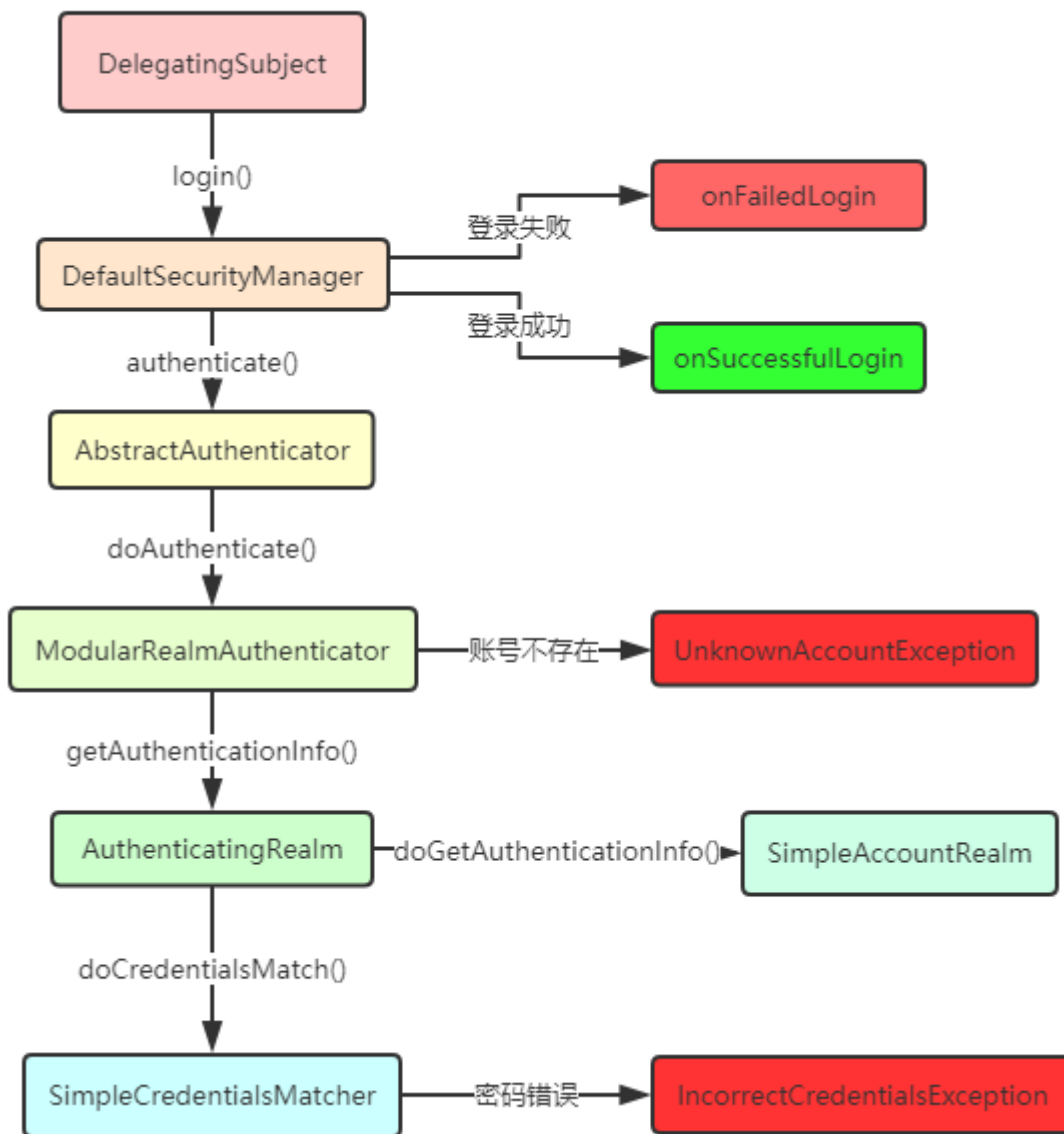 DelegatingSubject
login()
onFailedLogin
登录失败
DefaultSecurityManager
登录成功
onSuccessfulLogin
authenticate()
AbstractAuthenticator
doAuthenticate()
ModularRealmAuthenticator
账号不存在
UnknownAccountException
getAuthenticationInfo()
AuthenticatingRealm
doGetAuthenticationInfo()
SimpleAccountRealm
doCredentialsMatch()
SimpleCredentialsMatcher
密码错误
IncorrectCredentialsException